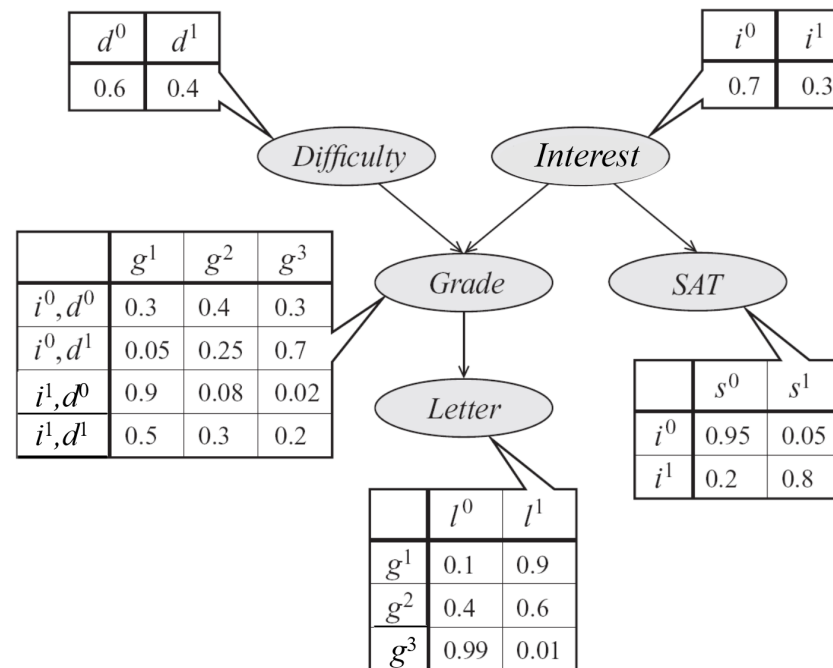 d⁰ d¹
0.6 0.4
i⁰ i¹
0.7 0.3
Difficulty
Interest
g¹ g² g³
i⁰,d⁰ 0.3 0.4 0.3
i⁰,d¹ 0.05 0.25 0.7
i¹,d⁰ 0.9 0.08 0.02
i¹,d¹ 0.5 0.3 0.2
Grade
SAT
Letter
s⁰ s¹
i⁰ 0.95 0.05
i¹ 0.2 0.8
l⁰ l¹
g¹ 0.1 0.9
g² 0.4 0.6
g³ 0.99 0.01